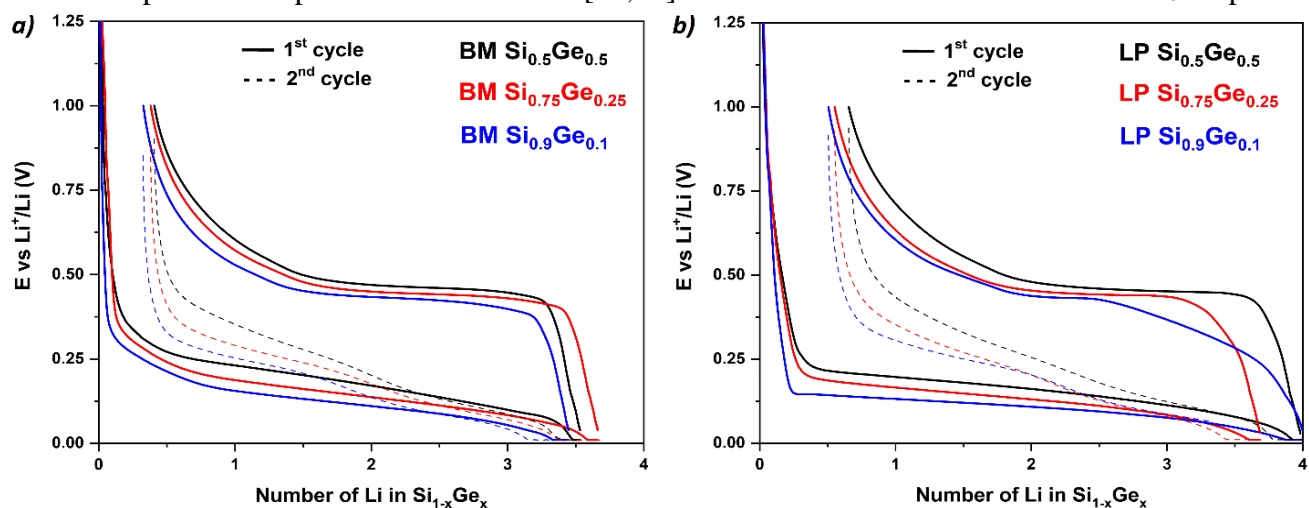 a)
1st cycle
2nd cycle
BM Si0.5Ge0.5
BM Si0.75Ge0.25
BM Si0.9Ge0.1
E vs Li+/Li (V)
1.25
1.00
0.75
0.50
0.25
0.00
0 1 2 3 4
Number of Li in Si1-xGex
b)
1st cycle
2nd cycle
LP Si0.5Ge0.5
LP Si0.75Ge0.25
LP Si0.9Ge0.1
E vs Li+/Li (V)
1.25
1.00
0.75
0.50
0.25
0.00
0 1 2 3 4
Number of Li in Si1-xGex